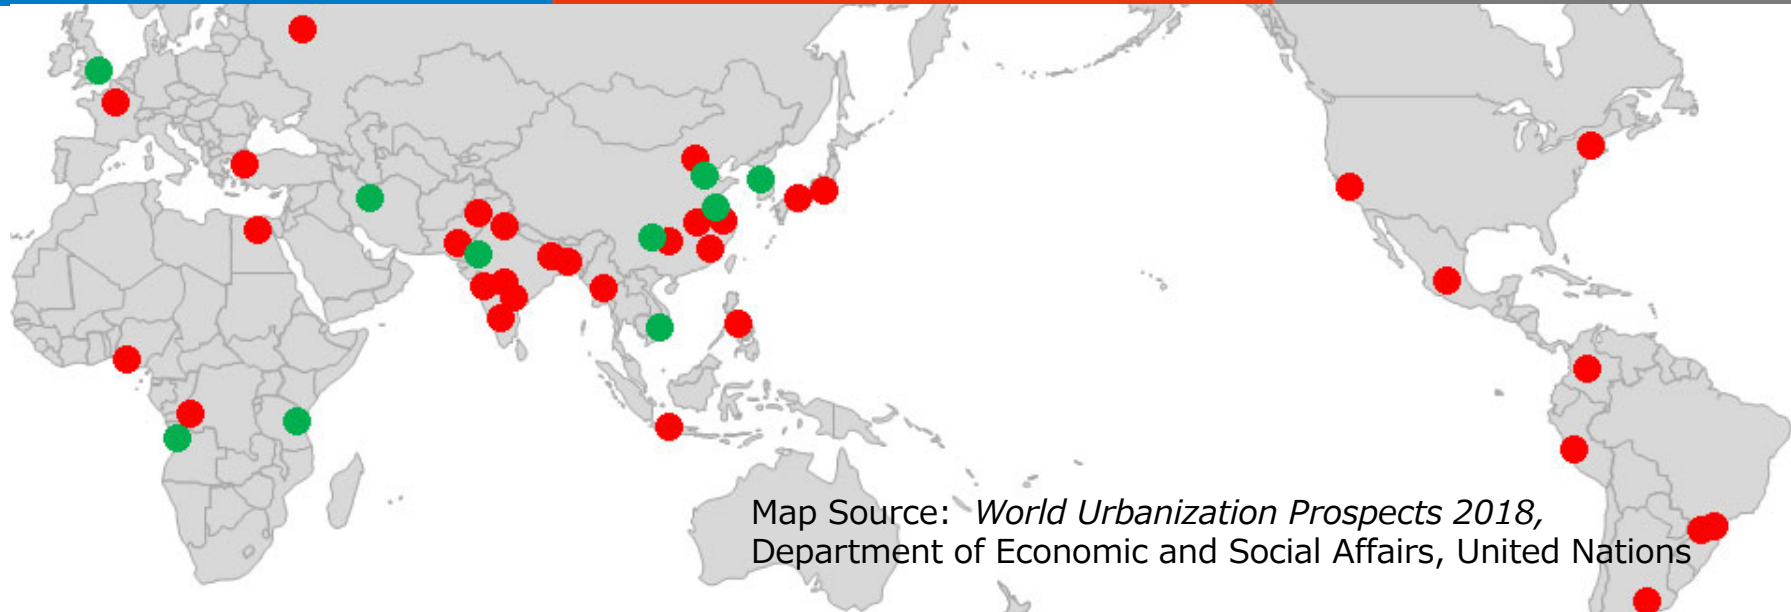 Map Source: World Urbanization Prospects 2018,
Department of Economic and Social Affairs, United Nations